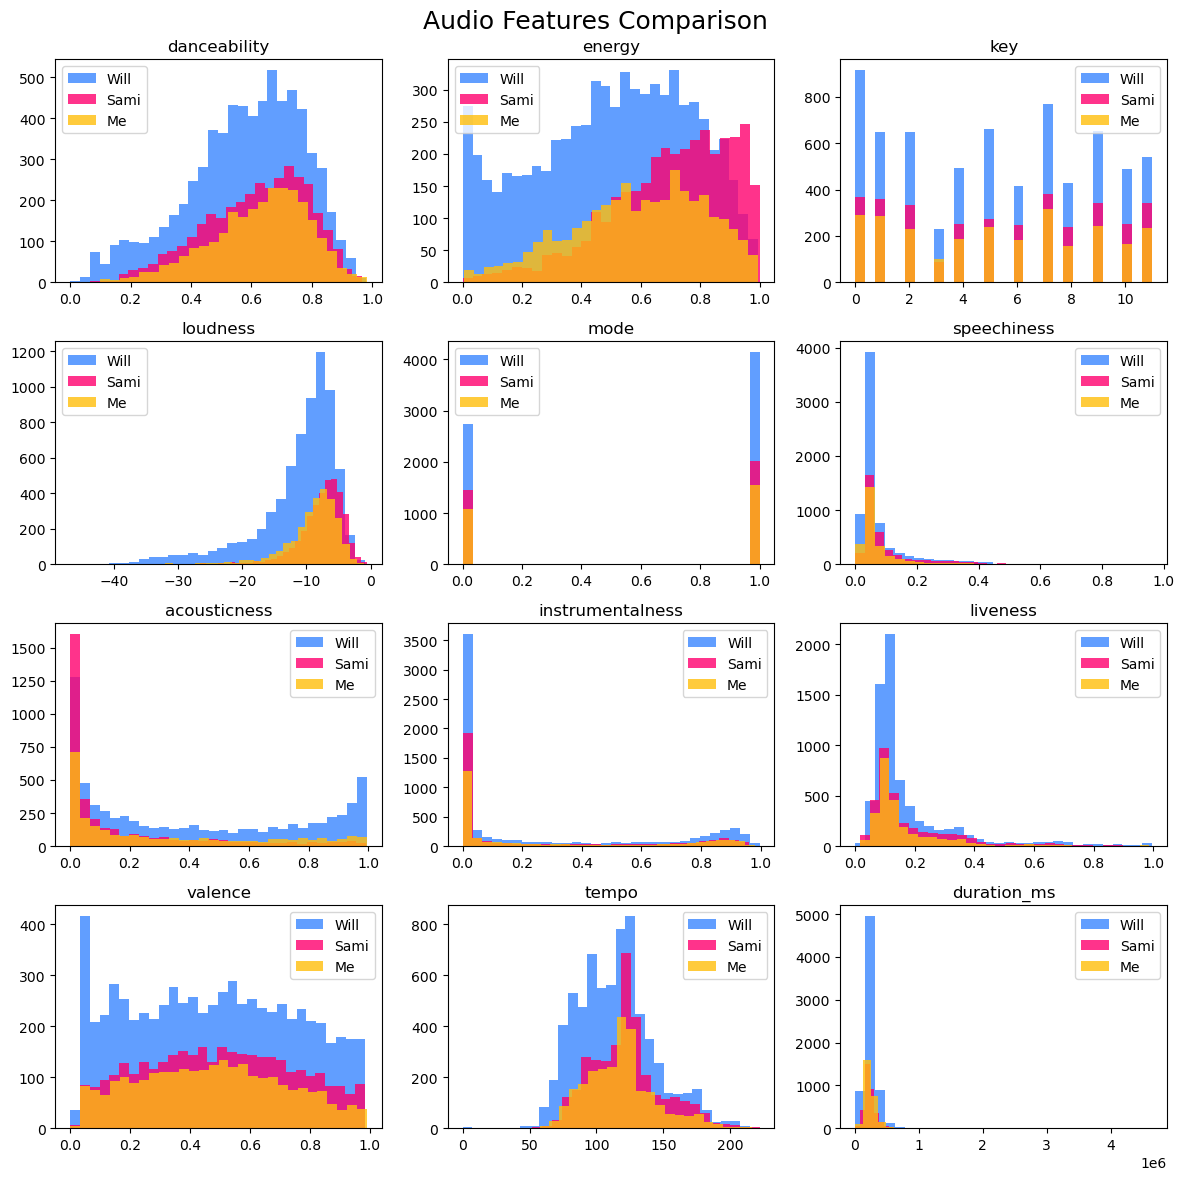 Audio Features Comparison
danceability
Will
Sami
Me
0
100
200
300
400
500
0.0
0.2
0.4
0.6
0.8
1.0
energy
Will
Sami
Me
0
50
100
150
200
250
300
0.0
0.2
0.4
0.6
0.8
1.0
key
Will
Sami
Me
0
200
400
600
800
0
2
4
6
8
10
loudness
Will
Sami
Me
0
200
400
600
800
1000
1200
−40
−30
−20
−10
0
mode
Will
Sami
Me
0
1000
2000
3000
4000
0.0
0.2
0.4
0.6
0.8
1.0
speechiness
Will
Sami
Me
0
1000
2000
3000
4000
0.0
0.2
0.4
0.6
0.8
1.0
acousticness
Will
Sami
Me
0
250
500
750
1000
1250
1500
0.0
0.2
0.4
0.6
0.8
1.0
instrumentalness
Will
Sami
Me
0
500
1000
1500
2000
2500
3000
3500
0.0
0.2
0.4
0.6
0.8
1.0
liveness
Will
Sami
Me
0
500
1000
1500
2000
0.0
0.2
0.4
0.6
0.8
1.0
valence
Will
Sami
Me
0
100
200
300
400
0.0
0.2
0.4
0.6
0.8
1.0
tempo
Will
Sami
Me
0
200
400
600
800
0
50
100
150
200
duration_ms
Will
Sami
Me
0
1000
2000
3000
4000
5000
0
1
2
3
4
1e6